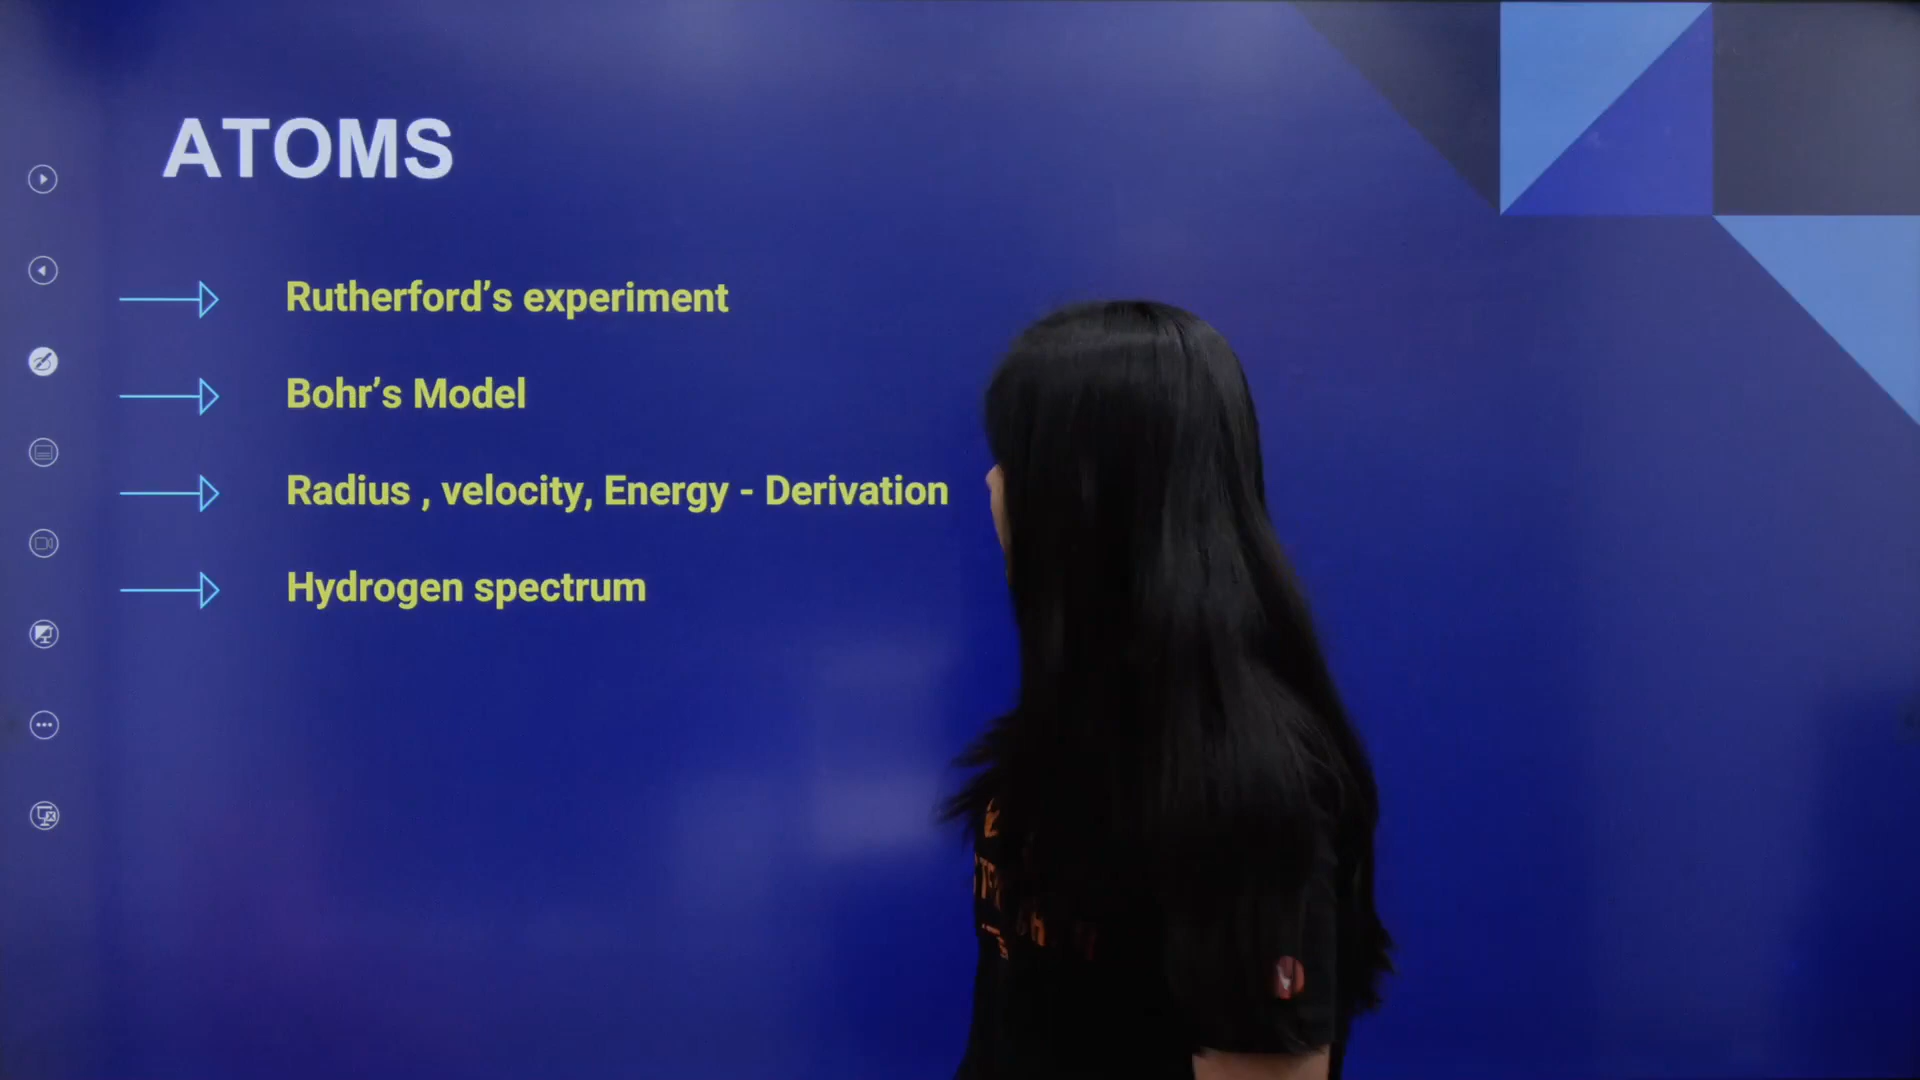 ATOMS
Rutherford’s experiment
Bohr’s Model
Radius , velocity, Energy - Derivation
Hydrogen spectrum